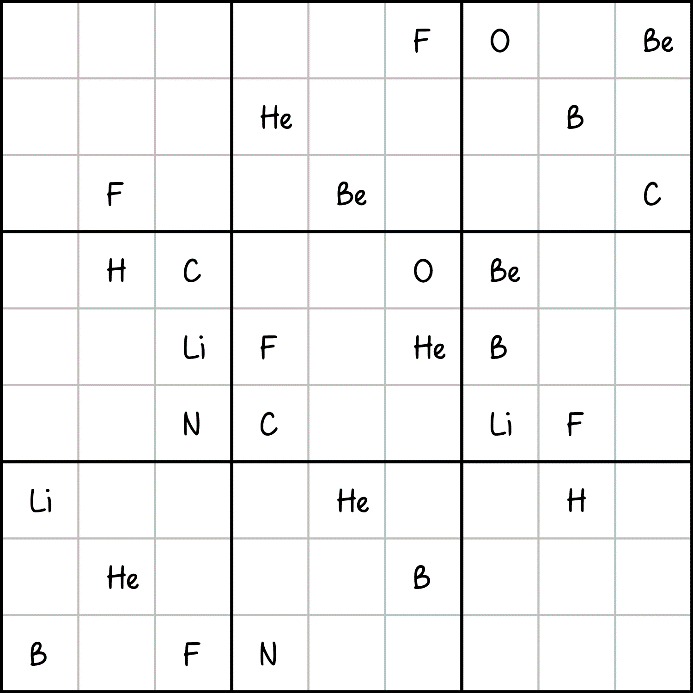 F O Be
He B
F Be C
H C O Be
Li F He B
N C Li F
Li He H
He B
B F N